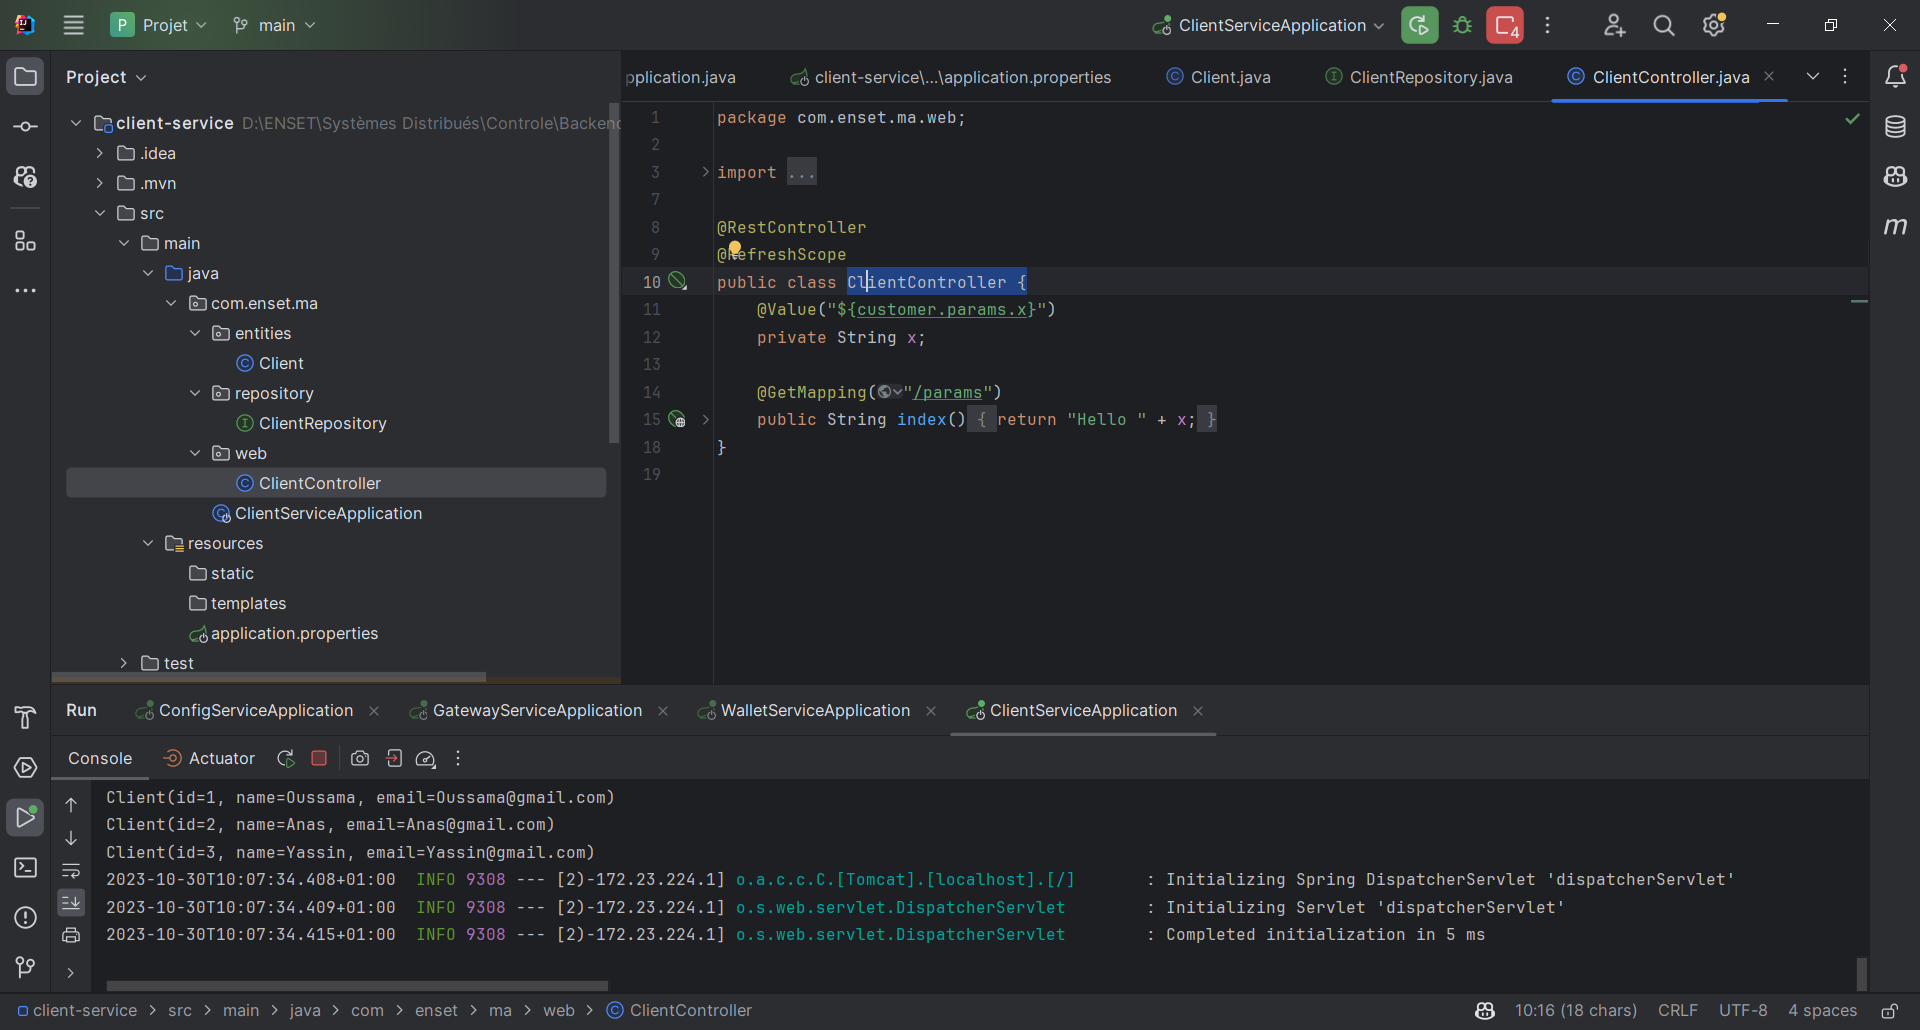 P Projet main ClientServiceApplication 4
Project
client-service D:\ENSET\Systèmes Distribués\Controle\Backend
.idea
.mvn
src
main
java
com.enset.ma
entities
Client
repository
ClientRepository
web
ClientController
ClientServiceApplication
resources
static
templates
application.properties
test
pplication.java client-service\...\application.properties Client.java ClientRepository.java ClientController.java
1 package com.enset.ma.web;
2
3 import ...
7
8 @RestController
9 @RefreshScope
10 public class ClientController {
11 @Value("${customer.params.x}")
12 private String x;
13
14 @GetMapping("/params")
15 public String index() { return "Hello " + x; }
18 }
19
m
Run ConfigServiceApplication GatewayServiceApplication WalletServiceApplication ClientServiceApplication
Console Actuator
Client(id=1, name=Oussama, email=Oussama@gmail.com)
Client(id=2, name=Anas, email=Anas@gmail.com)
Client(id=3, name=Yassin, email=Yassin@gmail.com)
2023-10-30T10:07:34.408+01:00 INFO 9308 --- [2)-172.23.224.1] o.a.c.c.C.[Tomcat].[localhost].[/] : Initializing Spring DispatcherServlet 'dispatcherServlet'
2023-10-30T10:07:34.409+01:00 INFO 9308 --- [2)-172.23.224.1] o.s.web.servlet.DispatcherServlet : Initializing Servlet 'dispatcherServlet'
2023-10-30T10:07:34.415+01:00 INFO 9308 --- [2)-172.23.224.1] o.s.web.servlet.DispatcherServlet : Completed initialization in 5 ms
client-service > src > main > java > com > enset > ma > web > ClientController 10:16 (18 chars) CRLF UTF-8 4 spaces